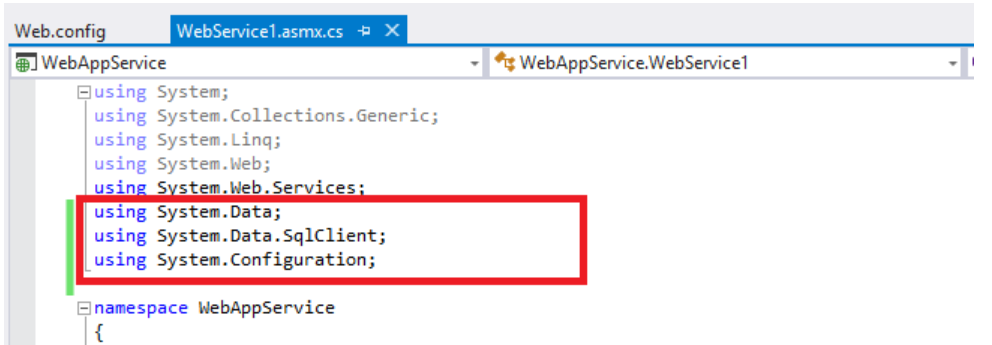 Web.config WebService1.asmx.cs
WebAppService WebAppService.WebService1
using System;
using System.Collections.Generic;
using System.Linq;
using System.Web;
using System.Web.Services;
using System.Data;
using System.Data.SqlClient;
using System.Configuration;
namespace WebAppService
{